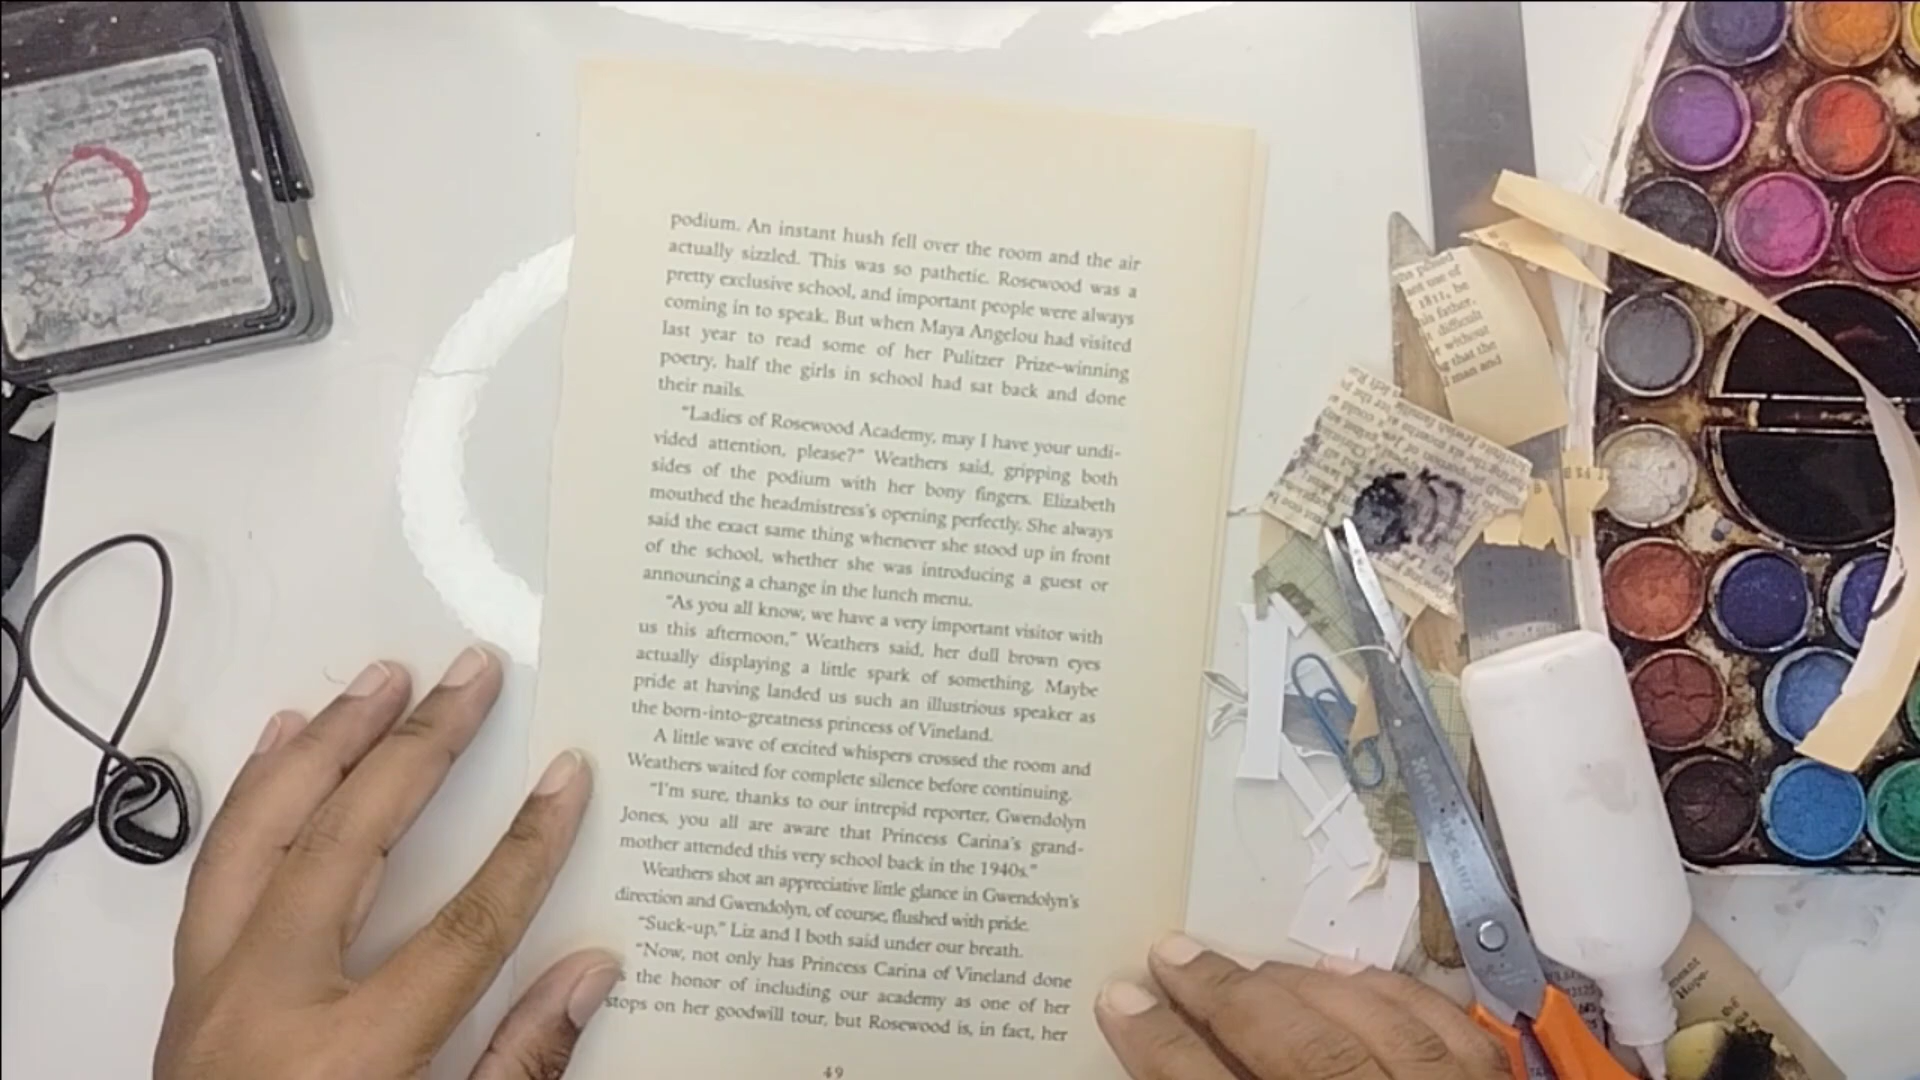 podium. An instant hush fell over the room and the air
actually sizzled. This was so pathetic. Rosewood was a
pretty exclusive school, and important people were always
coming in to speak. But when Maya Angelou had visited
last year to read some of her Pulitzer Prize–winning
poetry, half the girls in school had sat back and done
their nails.
“Ladies of Rosewood Academy, may I have your undi-
vided attention, please?” Weathers said, gripping both
sides of the podium with her bony fingers. Elizabeth
mouthed the headmistress’s opening perfectly. She always
said the exact same thing whenever she stood up in front
of the school, whether she was introducing a guest or
announcing a change in the lunch menu.
“As you all know, we have a very important visitor with
us this afternoon,” Weathers said, her dull brown eyes
actually displaying a little spark of something. Maybe
pride at having landed us such an illustrious speaker as
the born-into-greatness princess of Vineland.
A little wave of excited whispers crossed the room and
Weathers waited for complete silence before continuing.
“I’m sure, thanks to our intrepid reporter, Gwendolyn
Jones, you all are aware that Princess Carina’s grand-
mother attended this very school back in the 1940s.”
Weathers shot an appreciative little glance in Gwendolyn’s
direction and Gwendolyn, of course, flushed with pride.
“Suck-up,” Liz and I both said under our breath.
“Now, not only has Princess Carina of Vineland done
the honor of including our academy as one of her
stops on her goodwill tour, but Rosewood is, in fact, her
49
ant one of
1811, he
his father.
difficult
without
that the
man and